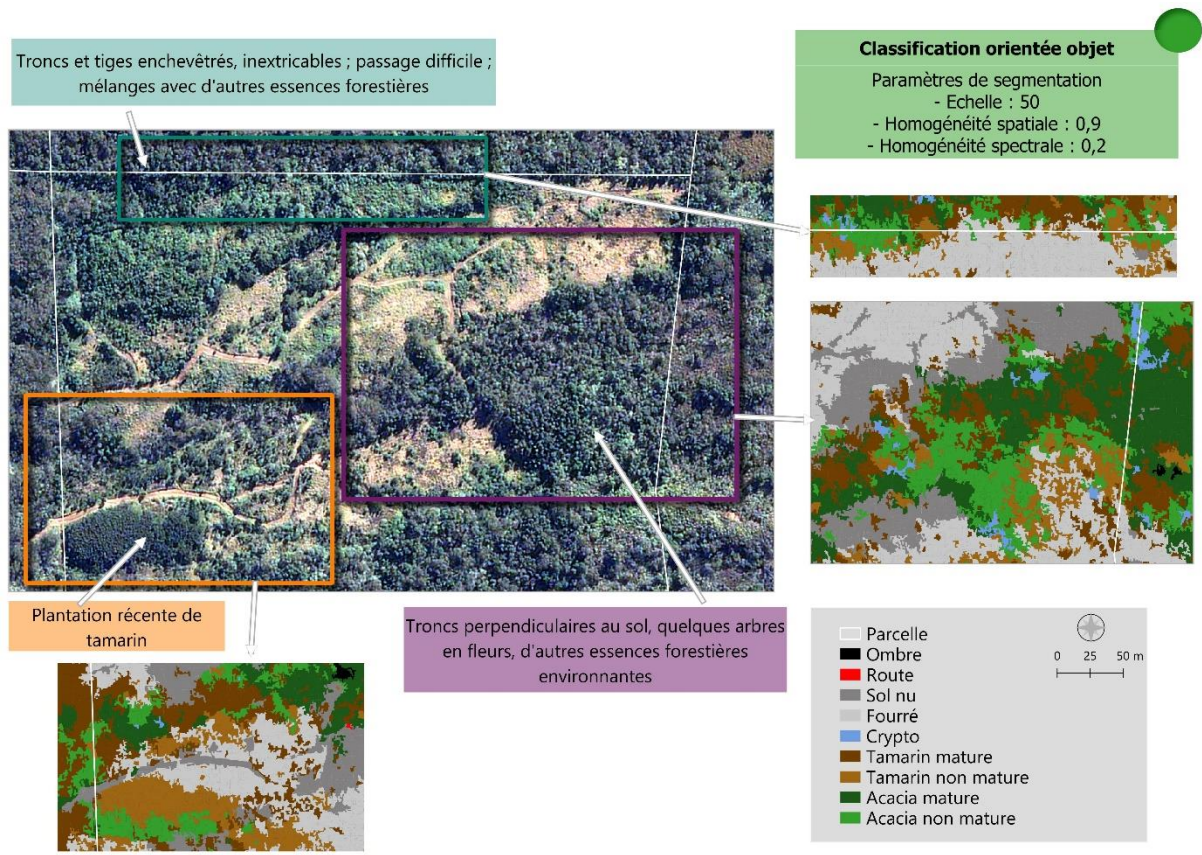 Troncs et tiges enchevêtrés, inextricables ; passage difficile ;
mélanges avec d'autres essences forestières
Classification orientée objet
Paramètres de segmentation
- Echelle : 50
- Homogénéité spatiale : 0,9
- Homogénéité spectrale : 0,2
Plantation récente de
tamarin
Troncs perpendiculaires au sol, quelques arbres
en fleurs, d'autres essences forestières
environnantes
Parcelle
Ombre
Route
Sol nu
Fourré
Crypto
Tamarin mature
Tamarin non mature
Acacia mature
Acacia non mature
0 25 50 m